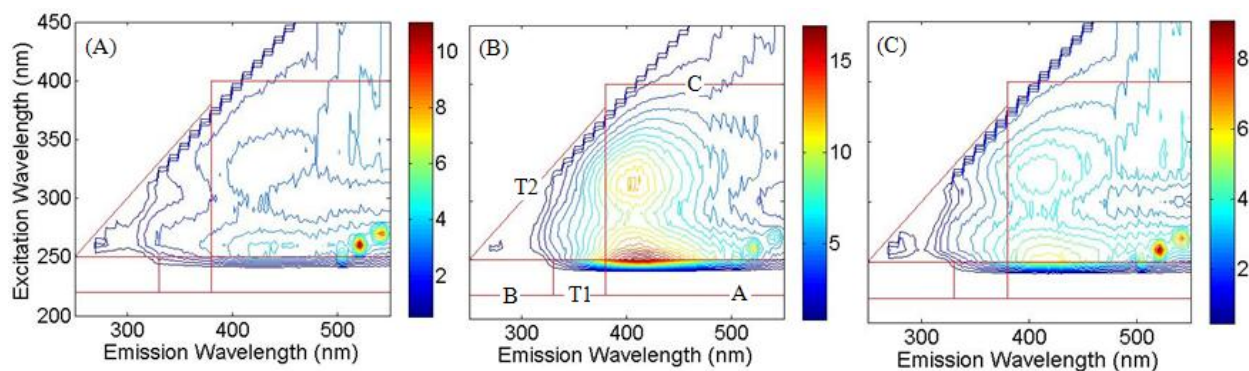 (A)
Excitation Wavelength (nm)
450
400
350
300
250
200
300 400 500
Emission Wavelength (nm)
10
8
6
4
2
(B)
C
T2
B
T1
A
300 400 500
Emission Wavelength (nm)
15
10
5
(C)
300 400 500
Emission Wavelength (nm)
8
6
4
2